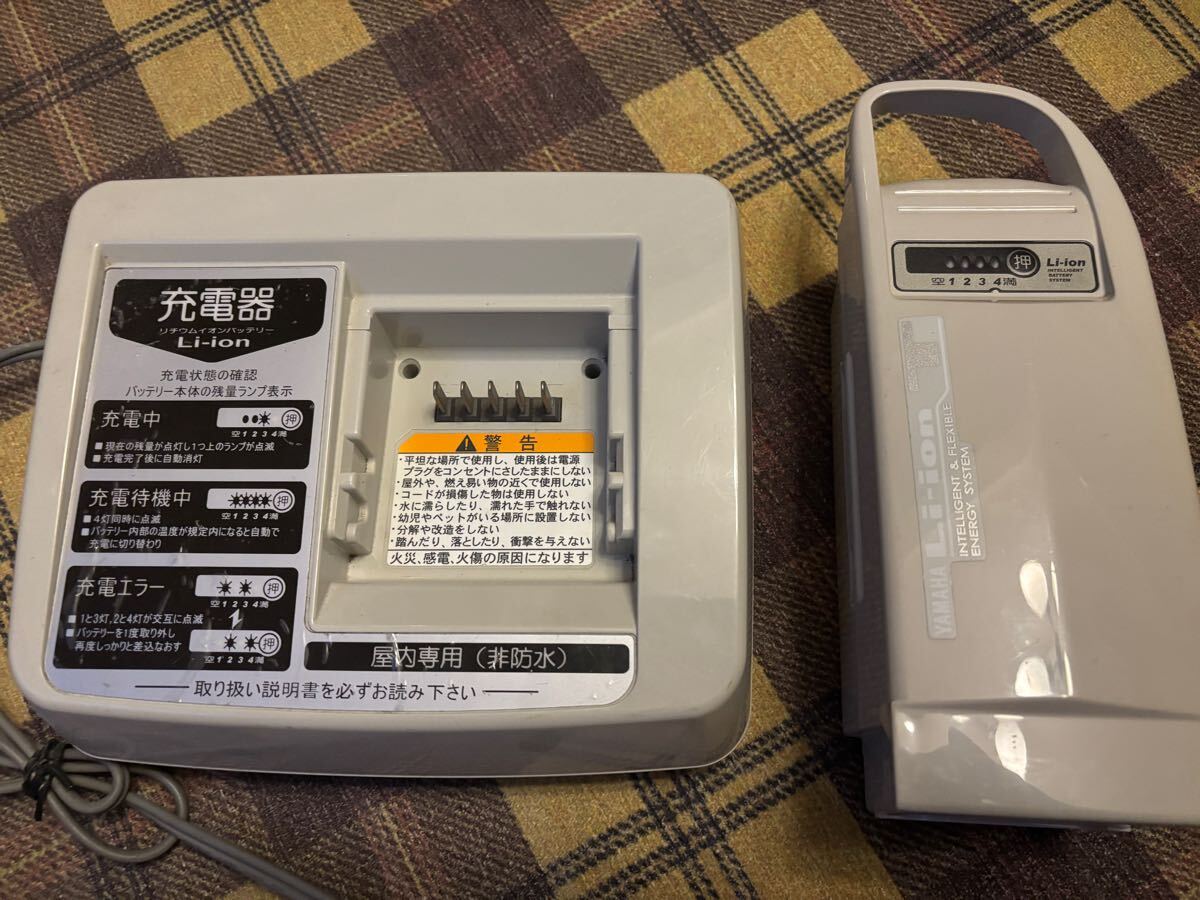 充電器
リチウムイオンバッテリー
Li-ion
充電状態の確認
バッテリー本体の残量ランプ表示
充電中
押
空1234満
■現在の残量が点灯し1つ上のランプが点滅
■充電完了後に自動消灯
充電待機中
押
空1234満
■4灯同時に点滅
■バッテリー内部の温度が規定内になると自動で
充電に切り替わり
充電エラー
押
空1234満
■1と3灯,2と4灯が交互に点滅
■バッテリーを1度取り外し
再度しっかりと差込なおす
押
空1234満
警告
・平坦な場所で使用し、使用後は電源
プラグをコンセントにさしたままにしない
・屋外や、燃え易い物の近くで使用しない
・コードが損傷した物は使用しない
・水に濡らしたり、濡れた手で触れない
・幼児やペットがいる場所に設置しない
・分解や改造をしない
・踏んだり、落としたり、衝撃を与えない
火災、感電、火傷の原因になります
屋内専用（非防水）
取り扱い説明書を必ずお読み下さい
押
空1234満
Li-ion
INTELLIGENT
BATTERY
SYSTEM
YAMAHA Li-ion
INTELLIGENT & FLEXIBLE
ENERGY SYSTEM